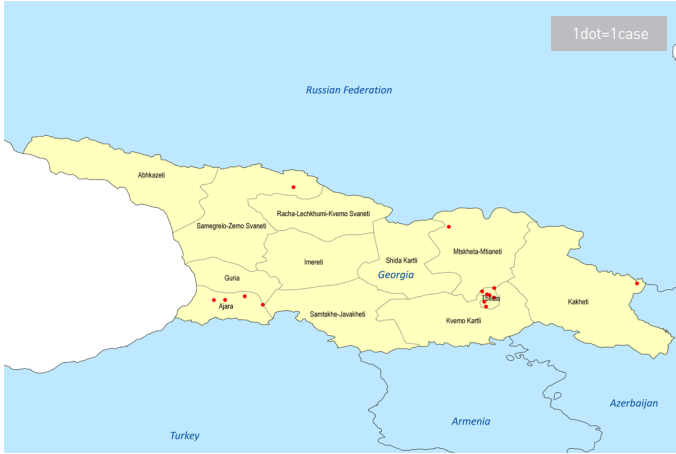 1dot=1case
Russian Federation
Abhkazeti
Racha-Lechkhumi-Kvemo Svaneti
Samegrelo-Zemo Svaneti
Mtskheta-Mtianeti
Shida Kartli
Imereti
Georgia
Guria
Kakheti
Ajara
Samtskhe-Javakheti
Kvemo Kartli
Azerbaijan
Armenia
Turkey